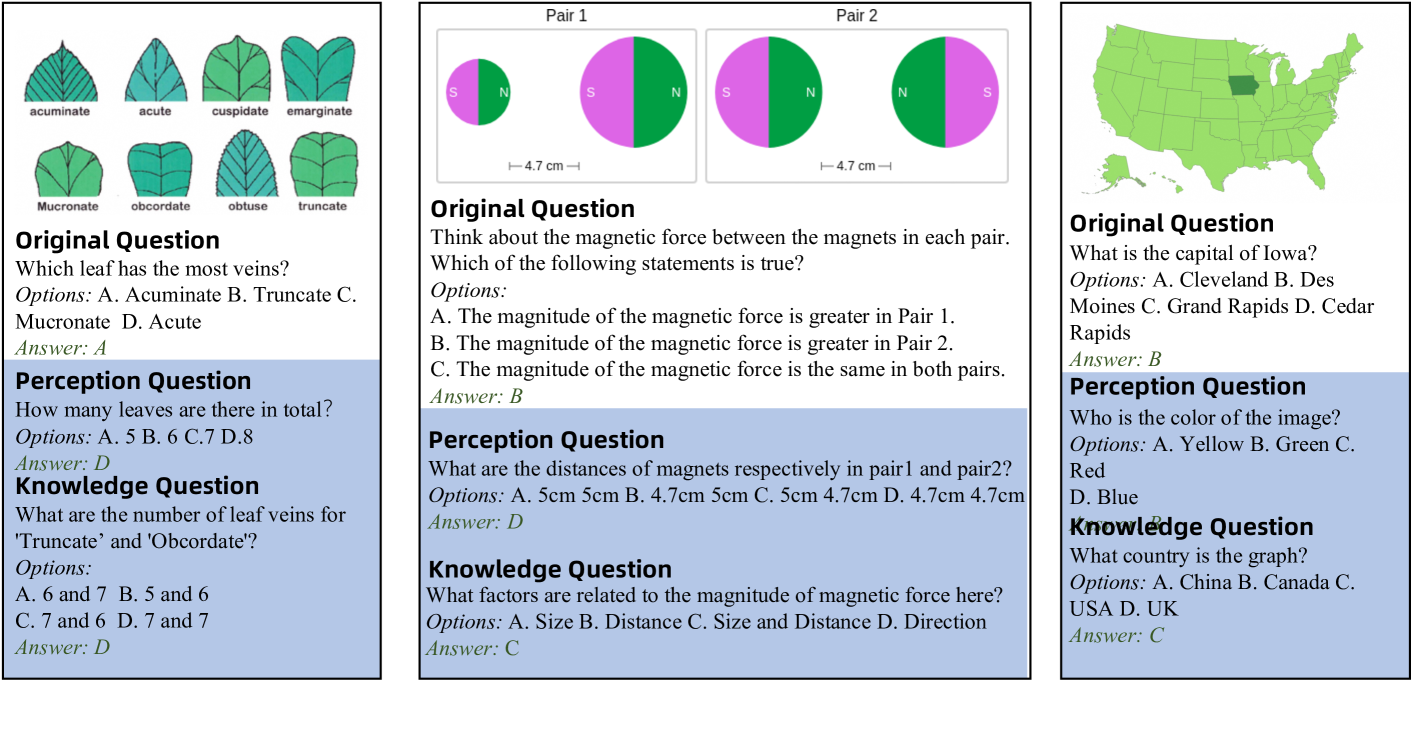 acuminate acute cuspidate emarginate
Mucronate obcordate obtuse truncate
Original Question
Which leaf has the most veins?
Options: A. Acuminate B. Truncate C.
Mucronate D. Acute
Answer: A
Perception Question
How many leaves are there in total?
Options: A. 5 B. 6 C.7 D.8
Answer: D
Knowledge Question
What are the number of leaf veins for
'Truncate’ and 'Obcordate'?
Options:
A. 6 and 7 B. 5 and 6
C. 7 and 6 D. 7 and 7
Answer: D
Pair 1 Pair 2
S N S N S N N S
4.7 cm 4.7 cm
Original Question
Think about the magnetic force between the magnets in each pair.
Which of the following statements is true?
Options:
A. The magnitude of the magnetic force is greater in Pair 1.
B. The magnitude of the magnetic force is greater in Pair 2.
C. The magnitude of the magnetic force is the same in both pairs.
Answer: B
Perception Question
What are the distances of magnets respectively in pair1 and pair2?
Options: A. 5cm 5cm B. 4.7cm 5cm C. 5cm 4.7cm D. 4.7cm 4.7cm
Answer: D
Knowledge Question
What factors are related to the magnitude of magnetic force here?
Options: A. Size B. Distance C. Size and Distance D. Direction
Answer: C
Original Question
What is the capital of Iowa?
Options: A. Cleveland B. Des
Moines C. Grand Rapids D. Cedar
Rapids
Answer: B
Perception Question
Who is the color of the image?
Options: A. Yellow B. Green C.
Red
D. Blue
Answer: B
Knowledge Question
What country is the graph?
Options: A. China B. Canada C.
USA D. UK
Answer: C